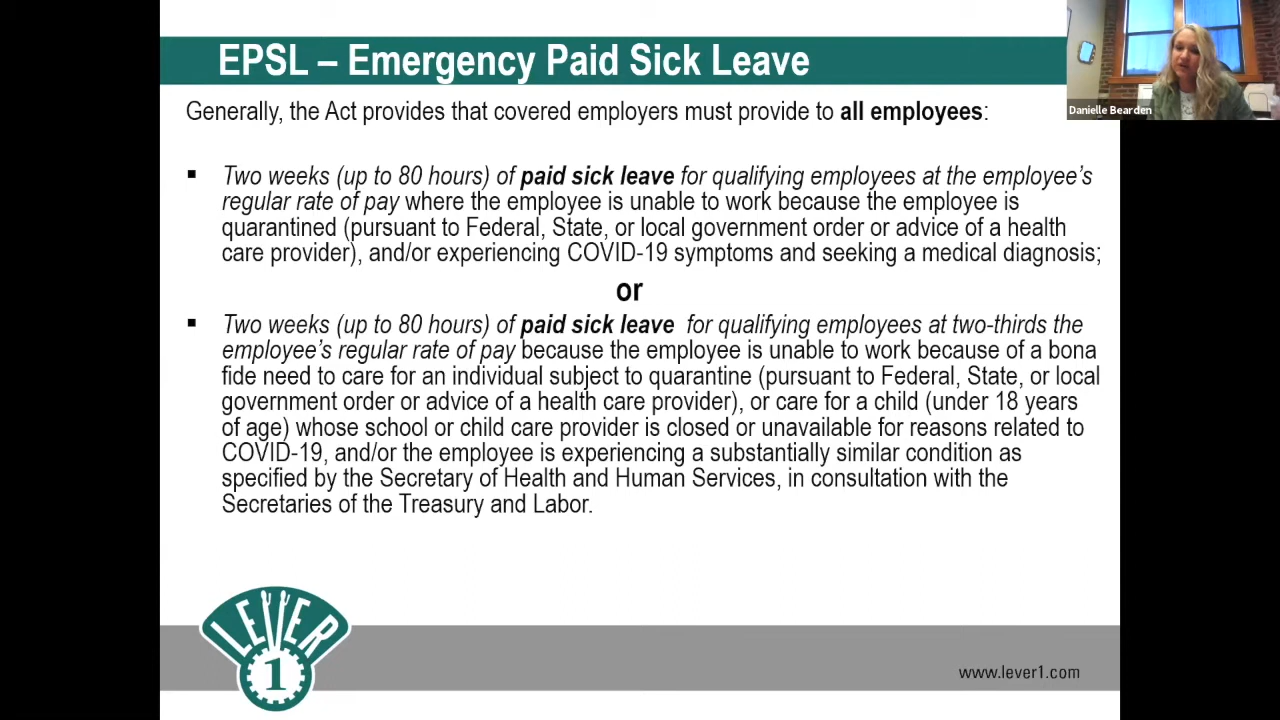 EPSL – Emergency Paid Sick Leave
Danielle Bearden
Generally, the Act provides that covered employers must provide to all employees:
▪ Two weeks (up to 80 hours) of paid sick leave for qualifying employees at the employee’s
regular rate of pay where the employee is unable to work because the employee is
quarantined (pursuant to Federal, State, or local government order or advice of a health
care provider), and/or experiencing COVID-19 symptoms and seeking a medical diagnosis;
or
▪ Two weeks (up to 80 hours) of paid sick leave for qualifying employees at two-thirds the
employee’s regular rate of pay because the employee is unable to work because of a bona
fide need to care for an individual subject to quarantine (pursuant to Federal, State, or local
government order or advice of a health care provider), or care for a child (under 18 years
of age) whose school or child care provider is closed or unavailable for reasons related to
COVID-19, and/or the employee is experiencing a substantially similar condition as
specified by the Secretary of Health and Human Services, in consultation with the
Secretaries of the Treasury and Labor.
LEVER
1
www.lever1.com